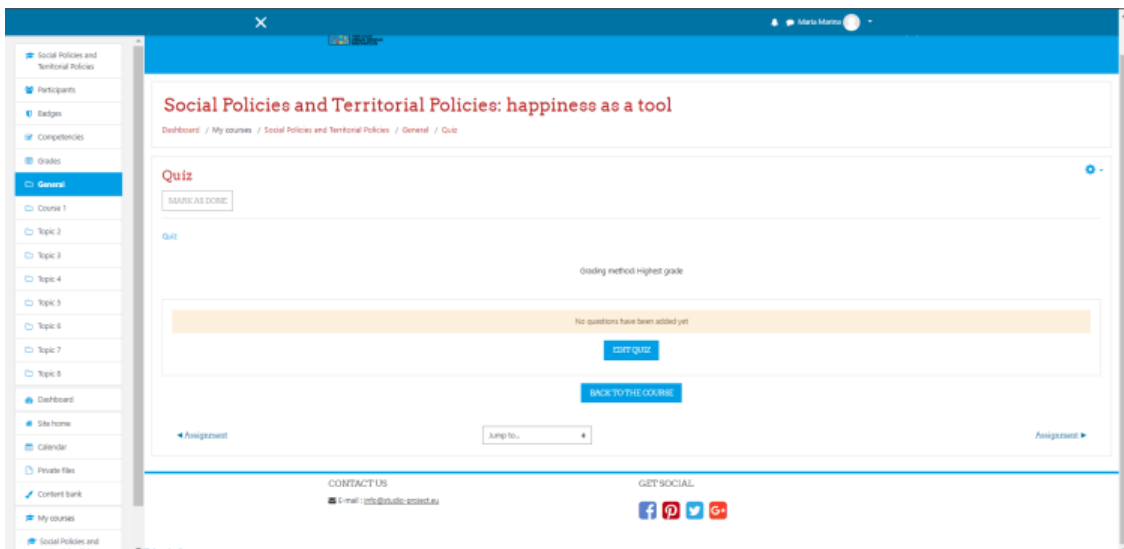 Maria Marina
Social Policies and
Territorial Policies
Participants
Badges
Competencies
Grades
General
Course 1
Topic 2
Topic 3
Topic 4
Topic 5
Topic 6
Topic 7
Topic 8
Dashboard
Site home
Calendar
Private files
Content bank
My courses
Social Policies and
Social Policies and Territorial Policies: happiness as a tool
Dashboard / My courses / Social Policies and Territorial Policies / General / Quiz
Quiz
MARK AS DONE
Quiz
Grading method: Highest grade
No questions have been added yet
EDIT QUIZ
BACK TO THE COURSE
◄ Assignment
Jump to...
Assignment ►
CONTACT US
E-mail : info@studio-project.eu
GET SOCIAL